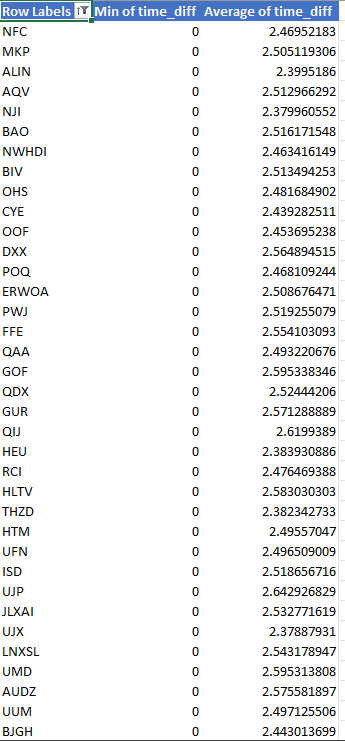 Row Labels Min of time_diff Average of time_diff
NFC 0 2.46952183
MKP 0 2.505119306
ALIN 0 2.3995186
AQV 0 2.512966292
NJI 0 2.379960552
BAO 0 2.516171548
NWHDI 0 2.463416149
BIV 0 2.513494253
OHS 0 2.481684902
CYE 0 2.439282511
OOF 0 2.453695238
DXX 0 2.564894515
POQ 0 2.468109244
ERWOA 0 2.508676471
PWJ 0 2.519255079
FFE 0 2.554103093
QAA 0 2.493220676
GOF 0 2.595338346
QDX 0 2.52444206
GUR 0 2.571288889
QIJ 0 2.6199389
HEU 0 2.383930886
RCI 0 2.476469388
HLTV 0 2.583030303
THZD 0 2.382342733
HTM 0 2.49557047
UFN 0 2.496509009
ISD 0 2.518656716
UJP 0 2.642926829
JLXAI 0 2.532771619
UJX 0 2.37887931
LNXSL 0 2.543178947
UMD 0 2.595313808
AUDZ 0 2.575581897
UUM 0 2.497125506
BJGH 0 2.443013699